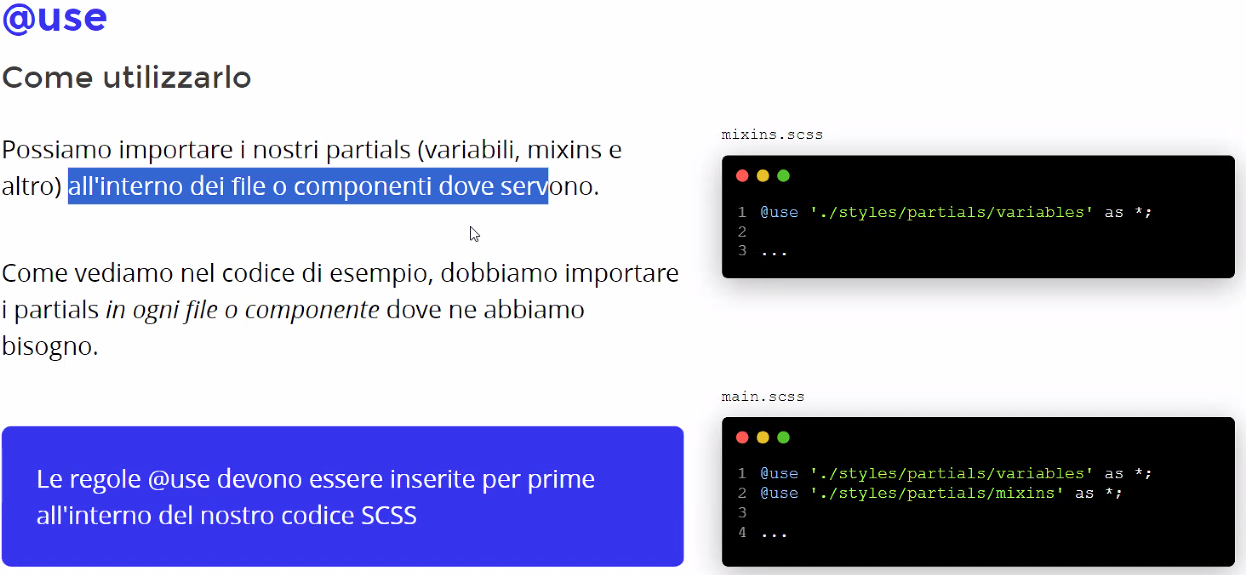 @use
Come utilizzarlo
Possiamo importare i nostri partials (variabili, mixins e
altro) all'interno dei file o componenti dove servono.
Come vediamo nel codice di esempio, dobbiamo importare
i partials in ogni file o componente dove ne abbiamo
bisogno.
Le regole @use devono essere inserite per prime
all'interno del nostro codice SCSS
mixins.scss
1 @use './styles/partials/variables' as *;
2
3 ...
main.scss
1 @use './styles/partials/variables' as *;
2 @use './styles/partials/mixins' as *;
3
4 ...